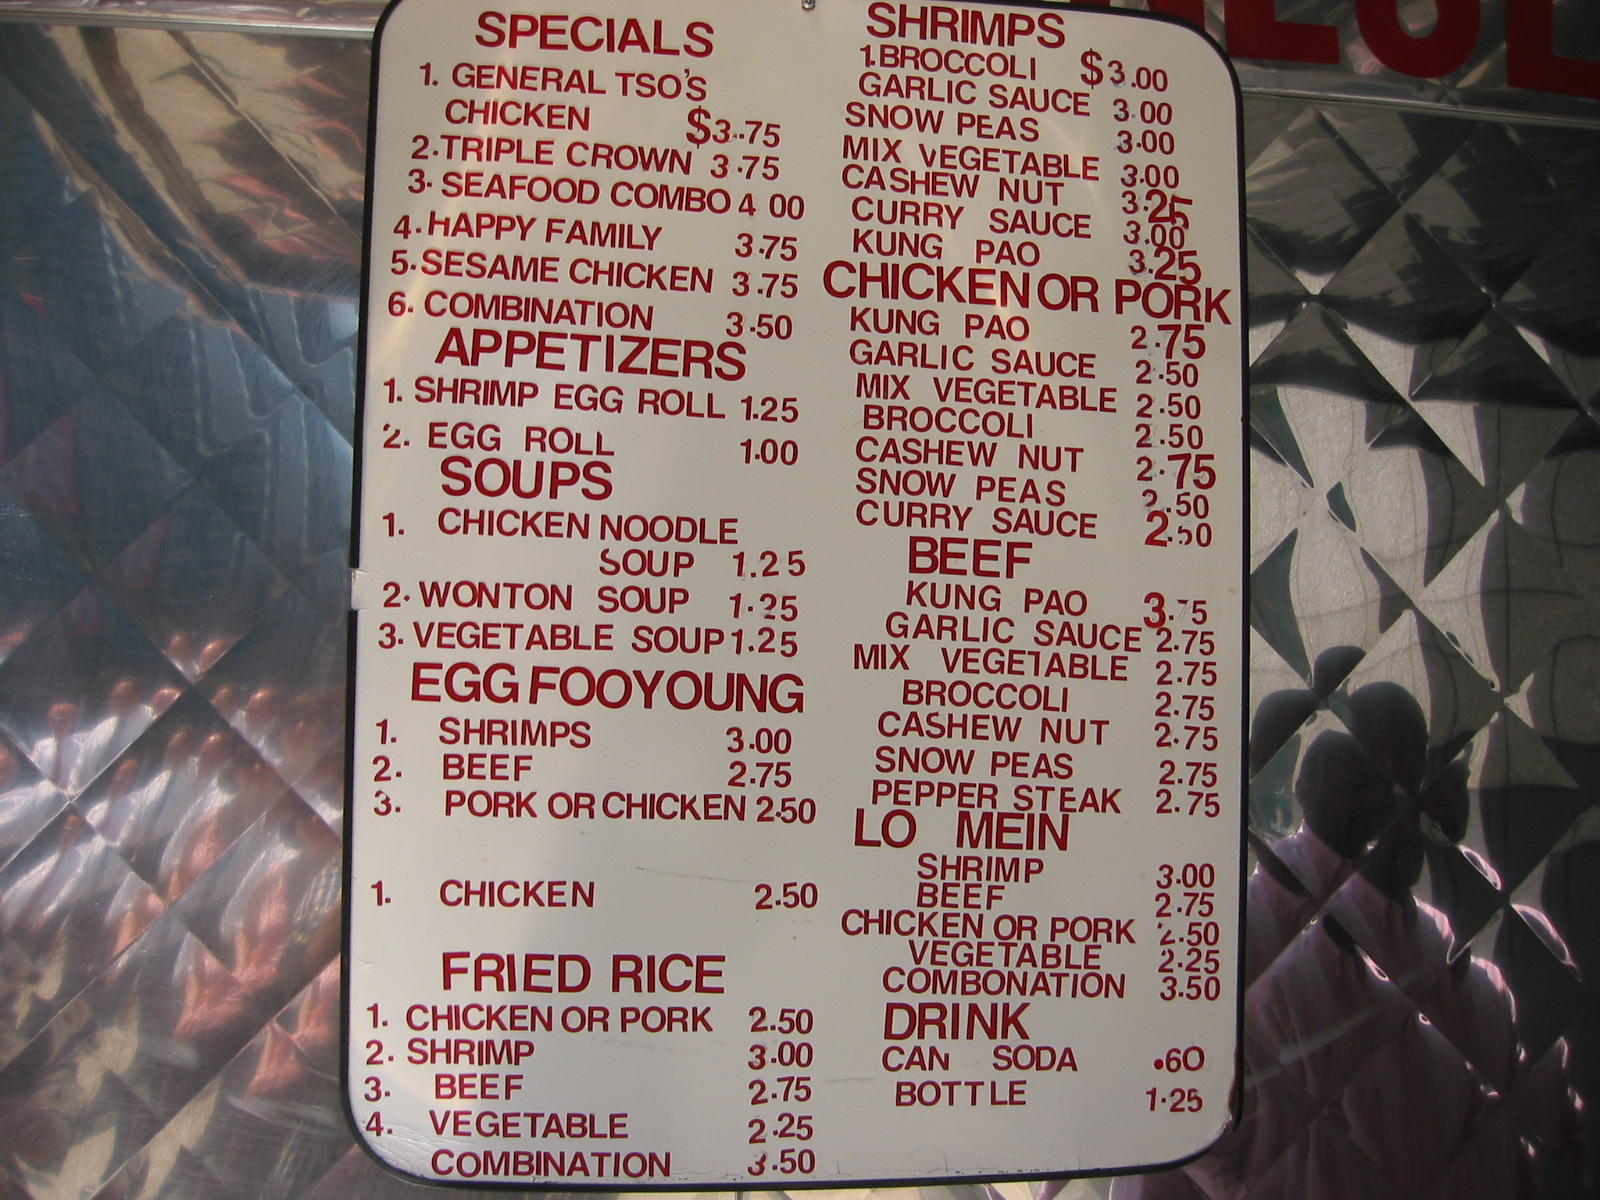 SPECIALS
1. GENERAL TSO'S
CHICKEN $3.75
2. TRIPLE CROWN 3.75
3. SEAFOOD COMBO 4 00
4. HAPPY FAMILY 3.75
5. SESAME CHICKEN 3.75
6. COMBINATION 3.50
APPETIZERS
1. SHRIMP EGG ROLL 1.25
2. EGG ROLL 1.00
SOUPS
1. CHICKEN NOODLE
SOUP 1.25
2. WONTON SOUP 1.25
3. VEGETABLE SOUP 1.25
EGG FOOYOUNG
1. SHRIMPS 3.00
2. BEEF 2.75
3. PORK OR CHICKEN 2.50
1. CHICKEN 2.50
FRIED RICE
1. CHICKEN OR PORK 2.50
2. SHRIMP 3.00
3. BEEF 2.75
4. VEGETABLE 2.25
COMBINATION 3.50
SHRIMPS
1. BROCCOLI $3.00
GARLIC SAUCE 3.00
SNOW PEAS 3.00
MIX VEGETABLE 3.00
CASHEW NUT 3.25
CURRY SAUCE 3.00
KUNG PAO 3.25
CHICKEN OR PORK
KUNG PAO 2.75
GARLIC SAUCE 2.50
MIX VEGETABLE 2.50
BROCCOLI 2.50
CASHEW NUT 2.75
SNOW PEAS 2.50
CURRY SAUCE 2.50
BEEF
KUNG PAO 3.75
GARLIC SAUCE 2.75
MIX VEGETABLE 2.75
BROCCOLI 2.75
CASHEW NUT 2.75
SNOW PEAS 2.75
PEPPER STEAK 2.75
LO MEIN
SHRIMP 3.00
BEEF 2.75
CHICKEN OR PORK 2.50
VEGETABLE 2.25
COMBONATION 3.50
DRINK
CAN SODA .60
BOTTLE 1.25